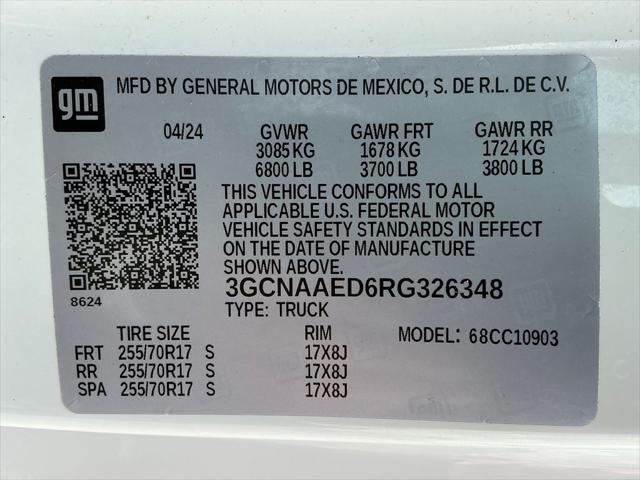 gm
MFD BY GENERAL MOTORS DE MEXICO, S. DE R.L. DE C.V.
04/24 GVWR GAWR FRT GAWR RR
3085 KG 1678 KG 1724 KG
6800 LB 3700 LB 3800 LB
THIS VEHICLE CONFORMS TO ALL
APPLICABLE U.S. FEDERAL MOTOR
VEHICLE SAFETY STANDARDS IN EFFECT
ON THE DATE OF MANUFACTURE
SHOWN ABOVE.
3GCNAAED6RG326348
8624
TYPE: TRUCK
TIRE SIZE RIM MODEL: 68CC10903
FRT 255/70R17 S 17X8J
RR 255/70R17 S 17X8J
SPA 255/70R17 S 17X8J